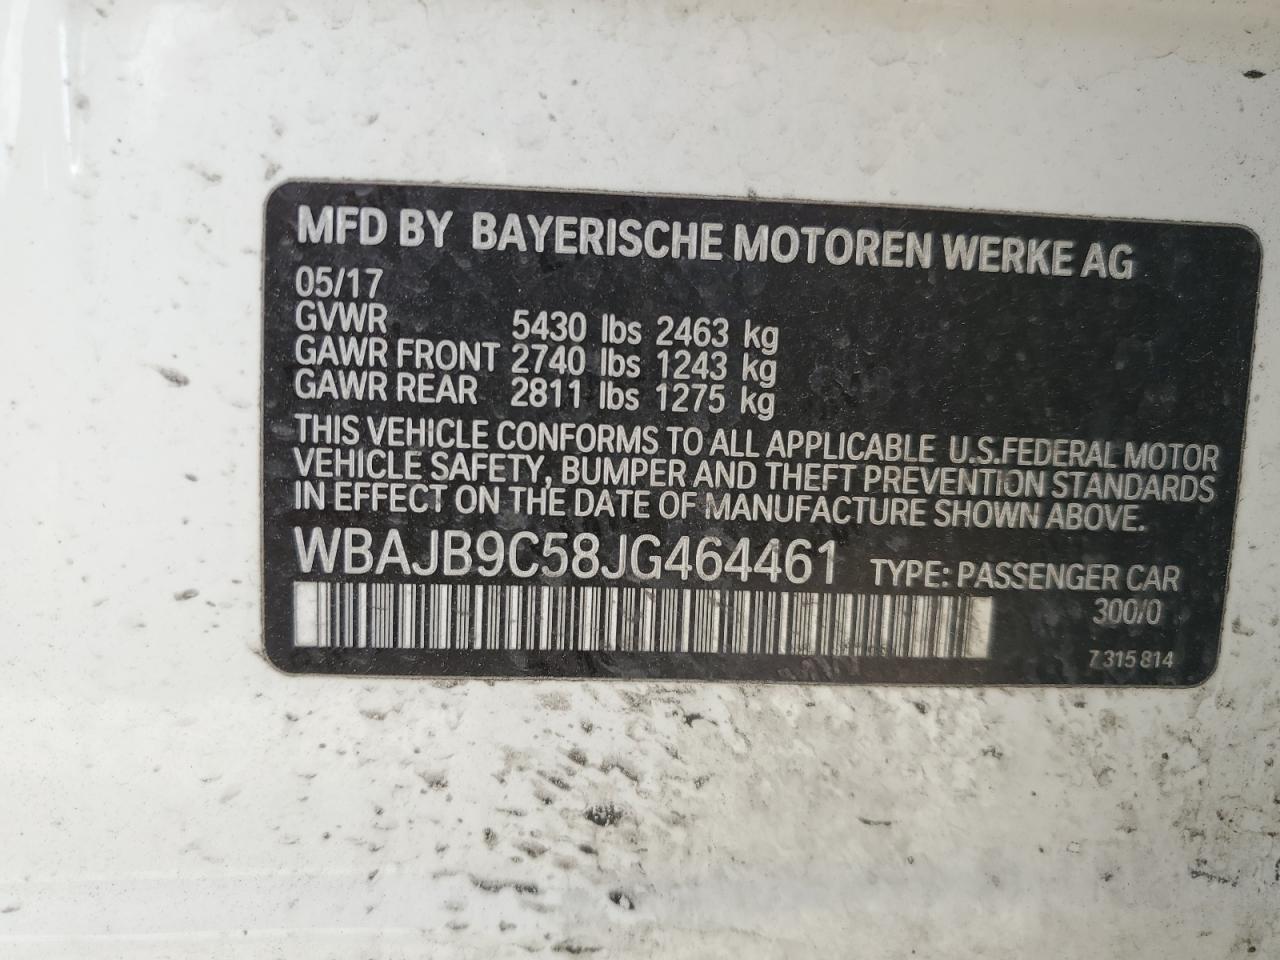 MFD BY BAYERISCHE MOTOREN WERKE AG
05/17
GVWR 5430 lbs 2463 kg
GAWR FRONT 2740 lbs 1243 kg
GAWR REAR 2811 lbs 1275 kg
THIS VEHICLE CONFORMS TO ALL APPLICABLE U.S.FEDERAL MOTOR
VEHICLE SAFETY, BUMPER AND THEFT PREVENTION STANDARDS
IN EFFECT ON THE DATE OF MANUFACTURE SHOWN ABOVE.
WBAJB9C58JG464461 TYPE: PASSENGER CAR
300/0
7 315 814